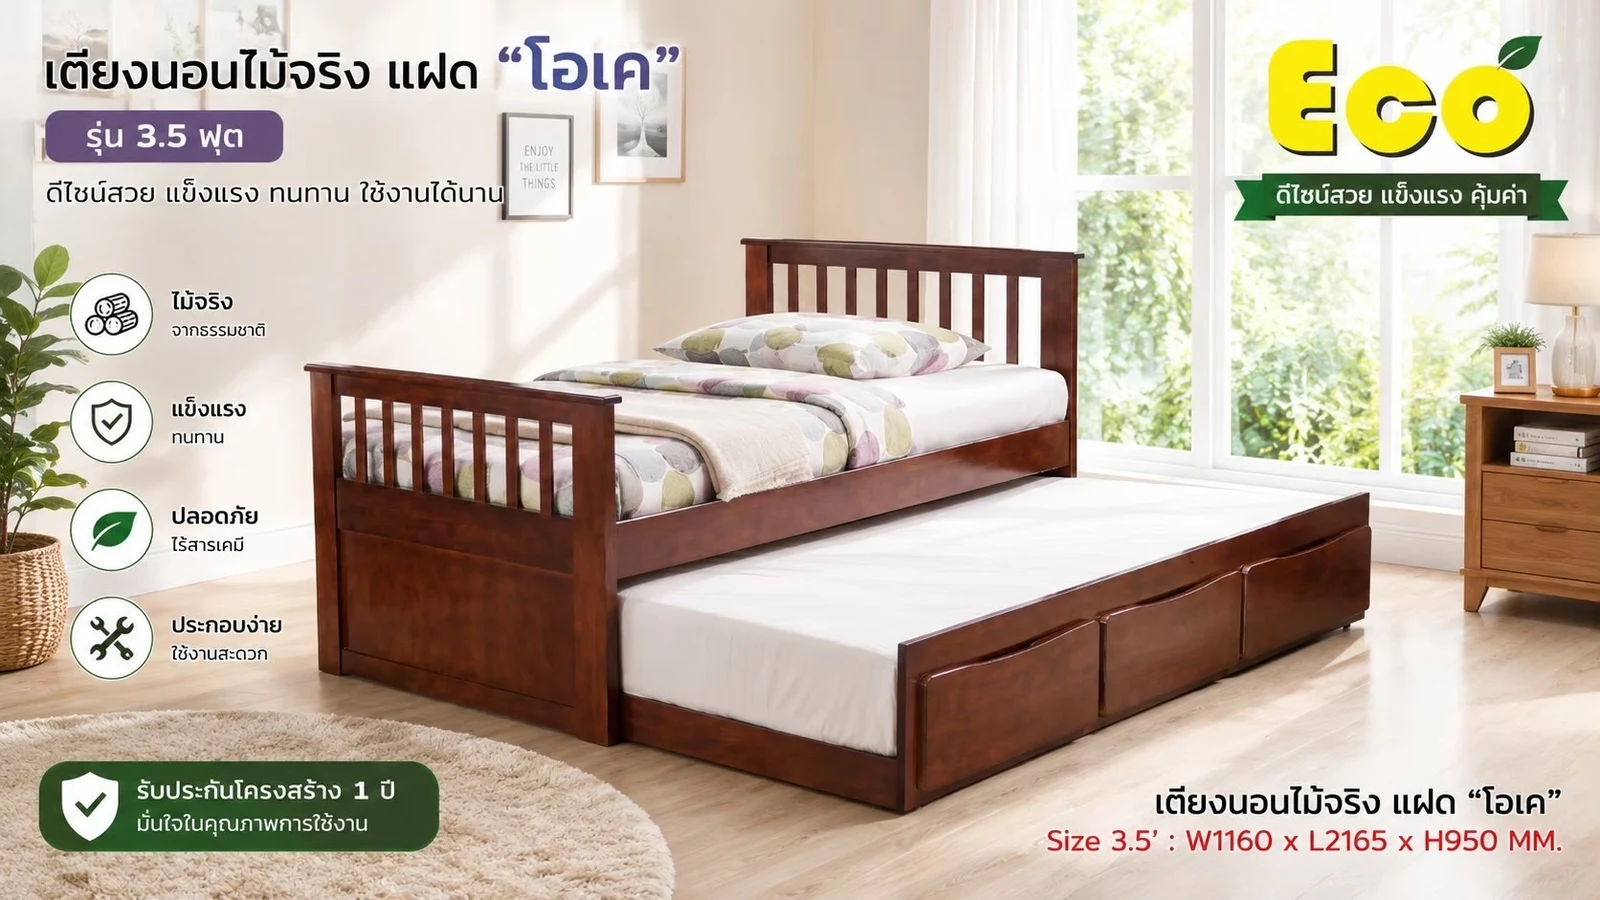 เตียงนอนไม้จริง แฝด “โอเค”
รุ่น 3.5 ฟุต
ดีไซน์สวย แข็งแรง ทนทาน ใช้งานได้นาน
ไม้จริง
จากธรรมชาติ
แข็งแรง
ทนทาน
ปลอดภัย
ไร้สารเคมี
ประกอบง่าย
ใช้งานสะดวก
รับประกันโครงสร้าง 1 ปี
มั่นใจในคุณภาพการใช้งาน
ENJOY
THE LITTLE
THINGS
Eco
ดีไซน์สวย แข็งแรง คุ้มค่า
เตียงนอนไม้จริง แฝด “โอเค”
Size 3.5’ : W1160 x L2165 x H950 MM.